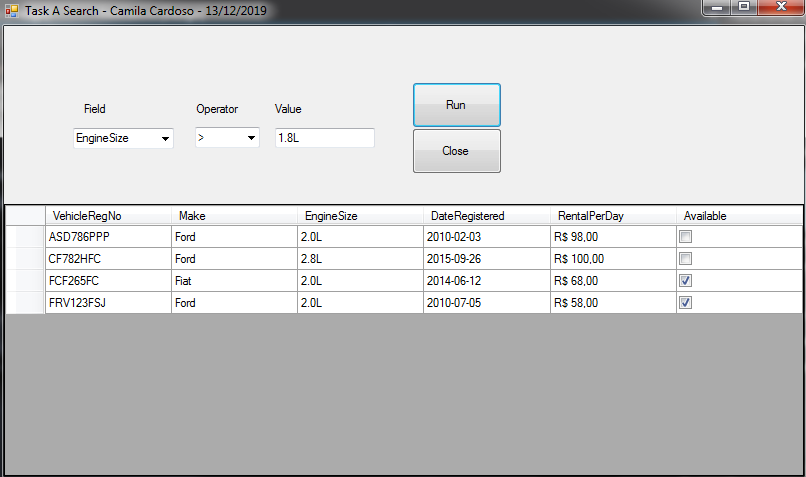 Task A Search - Camila Cardoso - 13/12/2019
Field Operator Value
EngineSize > 1.8L
Run
Close
VehicleRegNo Make EngineSize DateRegistered RentalPerDay Available
ASD786PPP Ford 2.0L 2010-02-03 R$ 98,00
CF782HFC Ford 2.8L 2015-09-26 R$ 100,00
FCF265FC Fiat 2.0L 2014-06-12 R$ 68,00
FRV123FSJ Ford 2.0L 2010-07-05 R$ 58,00